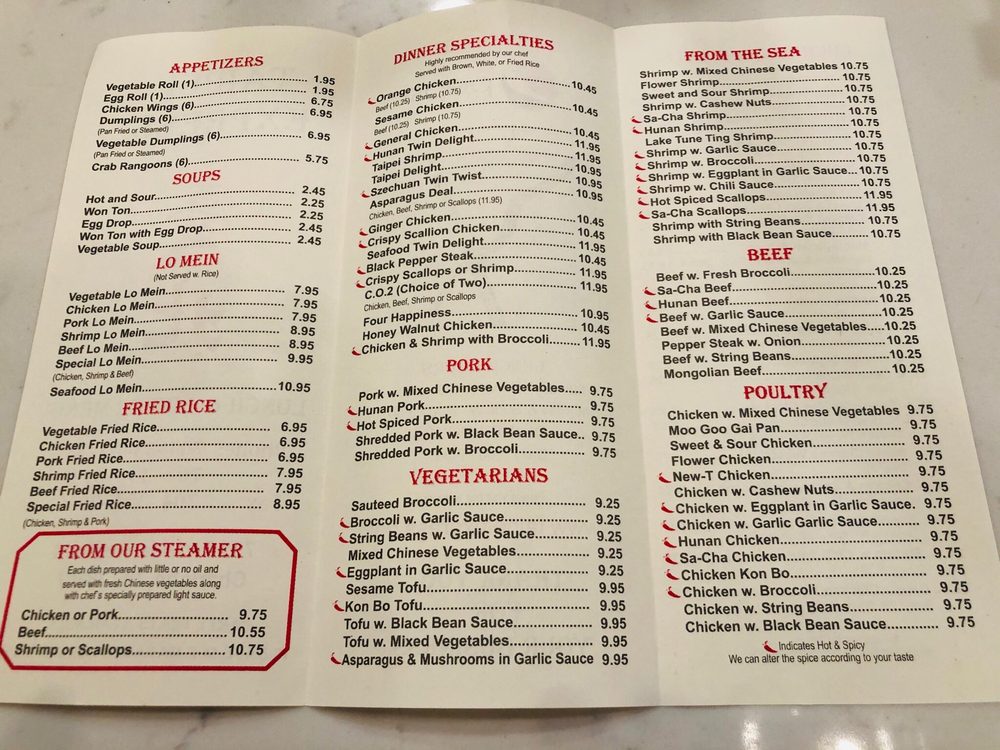 APPETIZERS
Vegetable Roll (1) 1.95
Egg Roll (1) 1.95
Chicken Wings (6) 6.75
Dumplings (6) 6.95
(Pan Fried or Steamed)
Vegetable Dumplings (6) 6.95
(Pan Fried or Steamed)
Crab Rangoons (6) 5.75
SOUPS
Hot and Sour 2.45
Won Ton 2.25
Egg Drop 2.25
Won Ton with Egg Drop 2.45
Vegetable Soup 2.45
LO MEIN
(Not Served w. Rice)
Vegetable Lo Mein 7.95
Chicken Lo Mein 7.95
Pork Lo Mein 7.95
Shrimp Lo Mein 8.95
Beef Lo Mein 8.95
Special Lo Mein 9.95
(Chicken, Shrimp & Beef)
Seafood Lo Mein 10.95
FRIED RICE
Vegetable Fried Rice 6.95
Chicken Fried Rice 6.95
Pork Fried Rice 6.95
Shrimp Fried Rice 7.95
Beef Fried Rice 7.95
Special Fried Rice 8.95
(Chicken, Shrimp & Pork)
FROM OUR STEAMER
Each dish prepared with little or no oil and
served with fresh Chinese vegetables along
with chef's specially prepared light sauce.
Chicken or Pork 9.75
Beef 10.55
Shrimp or Scallops 10.75
DINNER SPECIALTIES
Highly recommended by our chef
Served with Brown, White, or Fried Rice
Orange Chicken 10.45
Beef (10.25) Shrimp (10.75)
Sesame Chicken 10.45
Beef (10.25) Shrimp (10.75)
General Chicken 10.45
Hunan Twin Delight 11.95
Taipei Shrimp 11.95
Taipei Delight 10.95
Szechuan Twin Twist 10.95
Asparagus Deal 10.95
Chicken, Beef, Shrimp or Scallops (11.95)
Ginger Chicken 10.45
Crispy Scallion Chicken 10.45
Seafood Twin Delight 11.95
Black Pepper Steak 10.45
Crispy Scallops or Shrimp 11.95
C.O.2 (Choice of Two) 11.95
Chicken, Beef, Shrimp or Scallops
Four Happiness 10.95
Honey Walnut Chicken 10.45
Chicken & Shrimp with Broccoli 11.95
PORK
Pork w. Mixed Chinese Vegetables 9.75
Hunan Pork 9.75
Hot Spiced Pork 9.75
Shredded Pork w. Black Bean Sauce 9.75
Shredded Pork w. Broccoli 9.75
VEGETARIANS
Sauteed Broccoli 9.25
Broccoli w. Garlic Sauce 9.25
String Beans w. Garlic Sauce 9.25
Mixed Chinese Vegetables 9.25
Eggplant in Garlic Sauce 9.25
Sesame Tofu 9.95
Kon Bo Tofu 9.95
Tofu w. Black Bean Sauce 9.95
Tofu w. Mixed Vegetables 9.95
Asparagus & Mushrooms in Garlic Sauce 9.95
FROM THE SEA
Shrimp w. Mixed Chinese Vegetables 10.75
Flower Shrimp 10.75
Sweet and Sour Shrimp 10.75
Shrimp w. Cashew Nuts 10.75
Sa-Cha Shrimp 10.75
Hunan Shrimp 10.75
Lake Tune Ting Shrimp 10.75
Shrimp w. Garlic Sauce 10.75
Shrimp w. Broccoli 10.75
Shrimp w. Eggplant in Garlic Sauce 10.75
Shrimp w. Chili Sauce 10.75
Hot Spiced Scallops 11.95
Sa-Cha Scallops 11.95
Shrimp with String Beans 10.75
Shrimp with Black Bean Sauce 10.75
BEEF
Beef w. Fresh Broccoli 10.25
Sa-Cha Beef 10.25
Hunan Beef 10.25
Beef w. Garlic Sauce 10.25
Beef w. Mixed Chinese Vegetables 10.25
Pepper Steak w. Onion 10.25
Beef w. String Beans 10.25
Mongolian Beef 10.25
POULTRY
Chicken w. Mixed Chinese Vegetables 9.75
Moo Goo Gai Pan 9.75
Sweet & Sour Chicken 9.75
Flower Chicken 9.75
New-T Chicken 9.75
Chicken w. Cashew Nuts 9.75
Chicken w. Eggplant in Garlic Sauce. 9.75
Chicken w. Garlic Garlic Sauce 9.75
Hunan Chicken 9.75
Sa-Cha Chicken 9.75
Chicken Kon Bo 9.75
Chicken w. Broccoli 9.75
Chicken w. String Beans 9.75
Chicken w. Black Bean Sauce 9.75
Indicates Hot & Spicy
We can alter the spice according to your taste